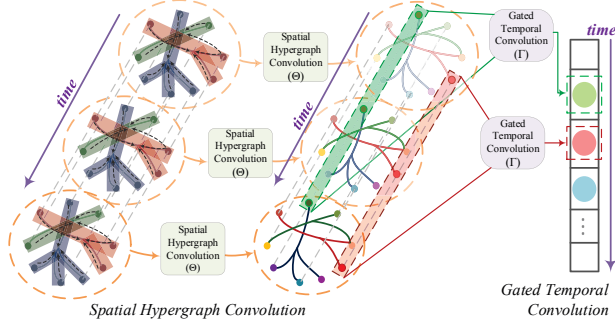 time
Spatial
Hypergraph
Convolution
(Θ)
time
Gated
Temporal
Convolution
(Γ)
time
Spatial
Hypergraph
Convolution
(Θ)
Gated
Temporal
Convolution
(Γ)
Spatial
Hypergraph
Convolution
(Θ)
Spatial Hypergraph Convolution
Gated Temporal
Convolution